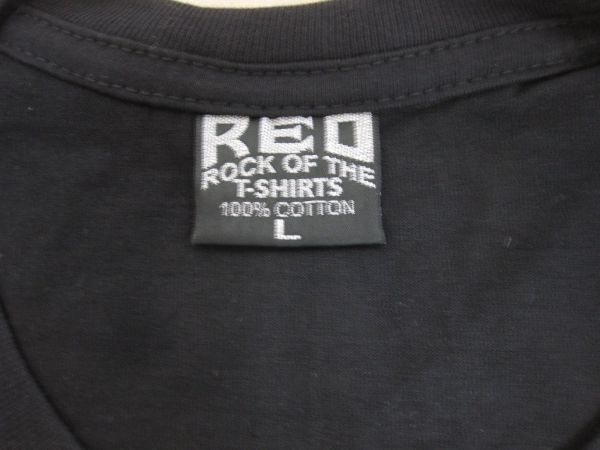 REO
ROCK OF THE
T-SHIRTS
100% COTTON
L